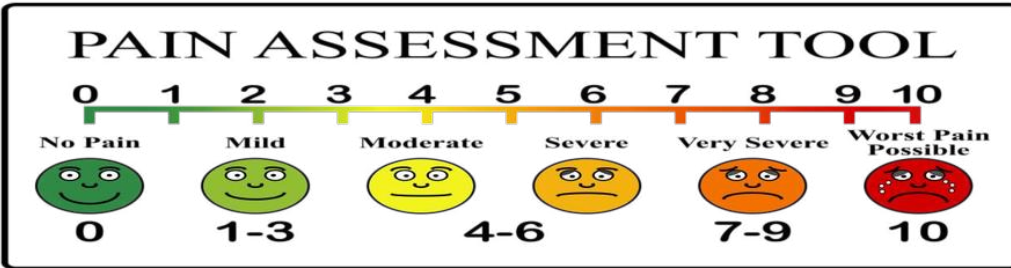 PAIN ASSESSMENT TOOL
0 1 2 3 4 5 6 7 8 9 10
No Pain Mild Moderate Severe Very Severe Worst Pain
Possible
0 1-3 4-6 7-9 10